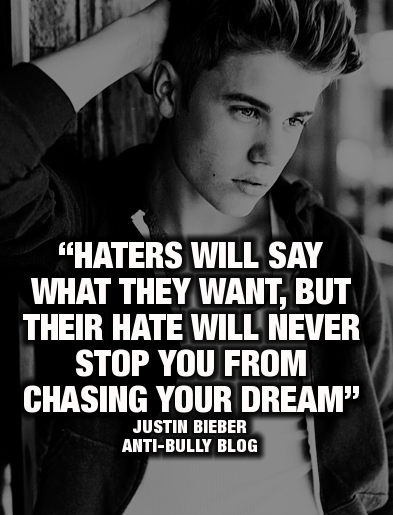 “HATERS WILL SAY
WHAT THEY WANT, BUT
THEIR HATE WILL NEVER
STOP YOU FROM
CHASING YOUR DREAM”
JUSTIN BIEBER
ANTI-BULLY BLOG